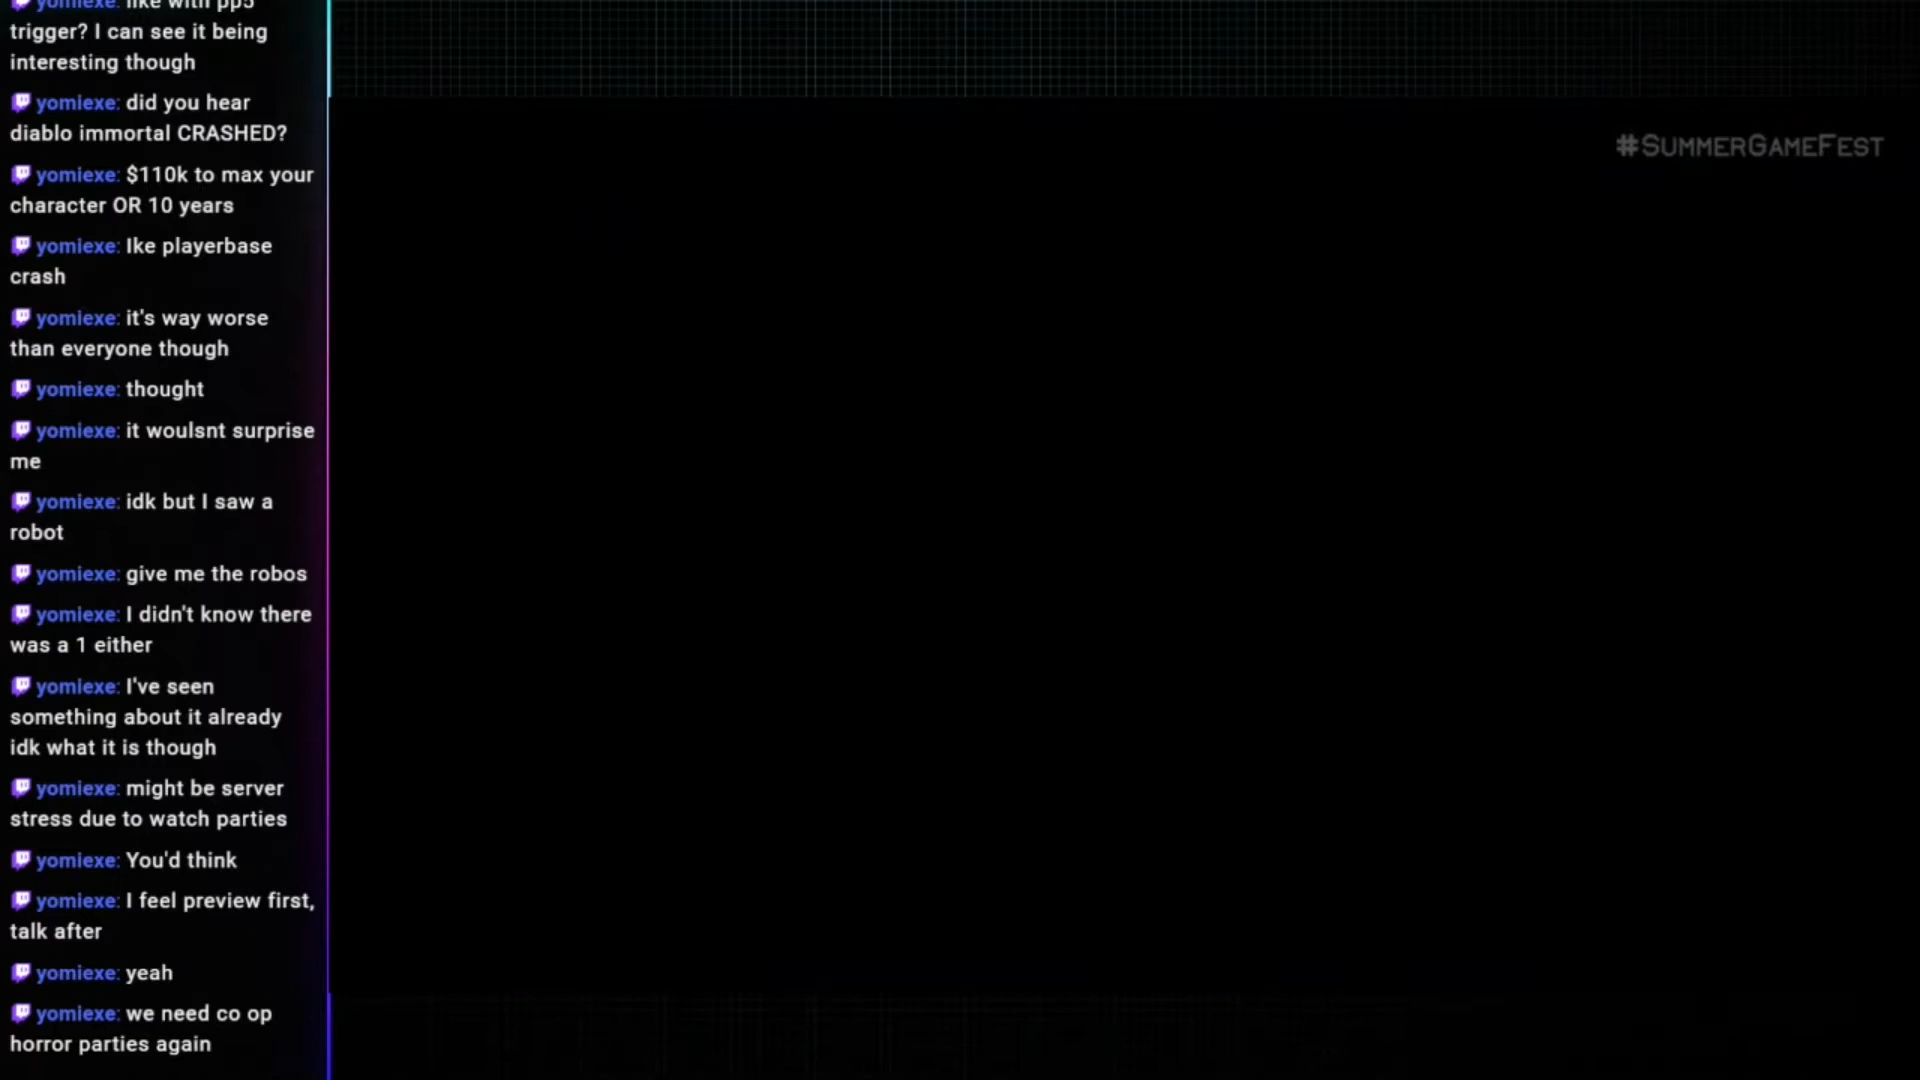 yomiexe: like with pp5
trigger? I can see it being
interesting though
yomiexe: did you hear
diablo immortal CRASHED?
#SUMMERGAMEFEST
yomiexe: $110k to max your
character OR 10 years
yomiexe: Ike playerbase
crash
yomiexe: it's way worse
than everyone though
yomiexe: thought
yomiexe: it woulsnt surprise
me
yomiexe: idk but I saw a
robot
yomiexe: give me the robos
yomiexe: I didn't know there
was a 1 either
yomiexe: I've seen
something about it already
idk what it is though
yomiexe: might be server
stress due to watch parties
yomiexe: You'd think
yomiexe: I feel preview first,
talk after
yomiexe: yeah
yomiexe: we need co op
horror parties again